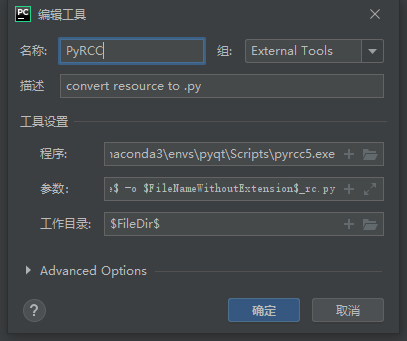 PC 编辑工具
名称: PyRCC 组: External Tools
描述 convert resource to .py
工具设置
程序: naconda3\envs\pyqt\Scripts\pyrcc5.exe
参数: e$ -o $FileNameWithoutExtension$_rc.py
工作目录: $FileDir$
Advanced Options
? 确定 取消